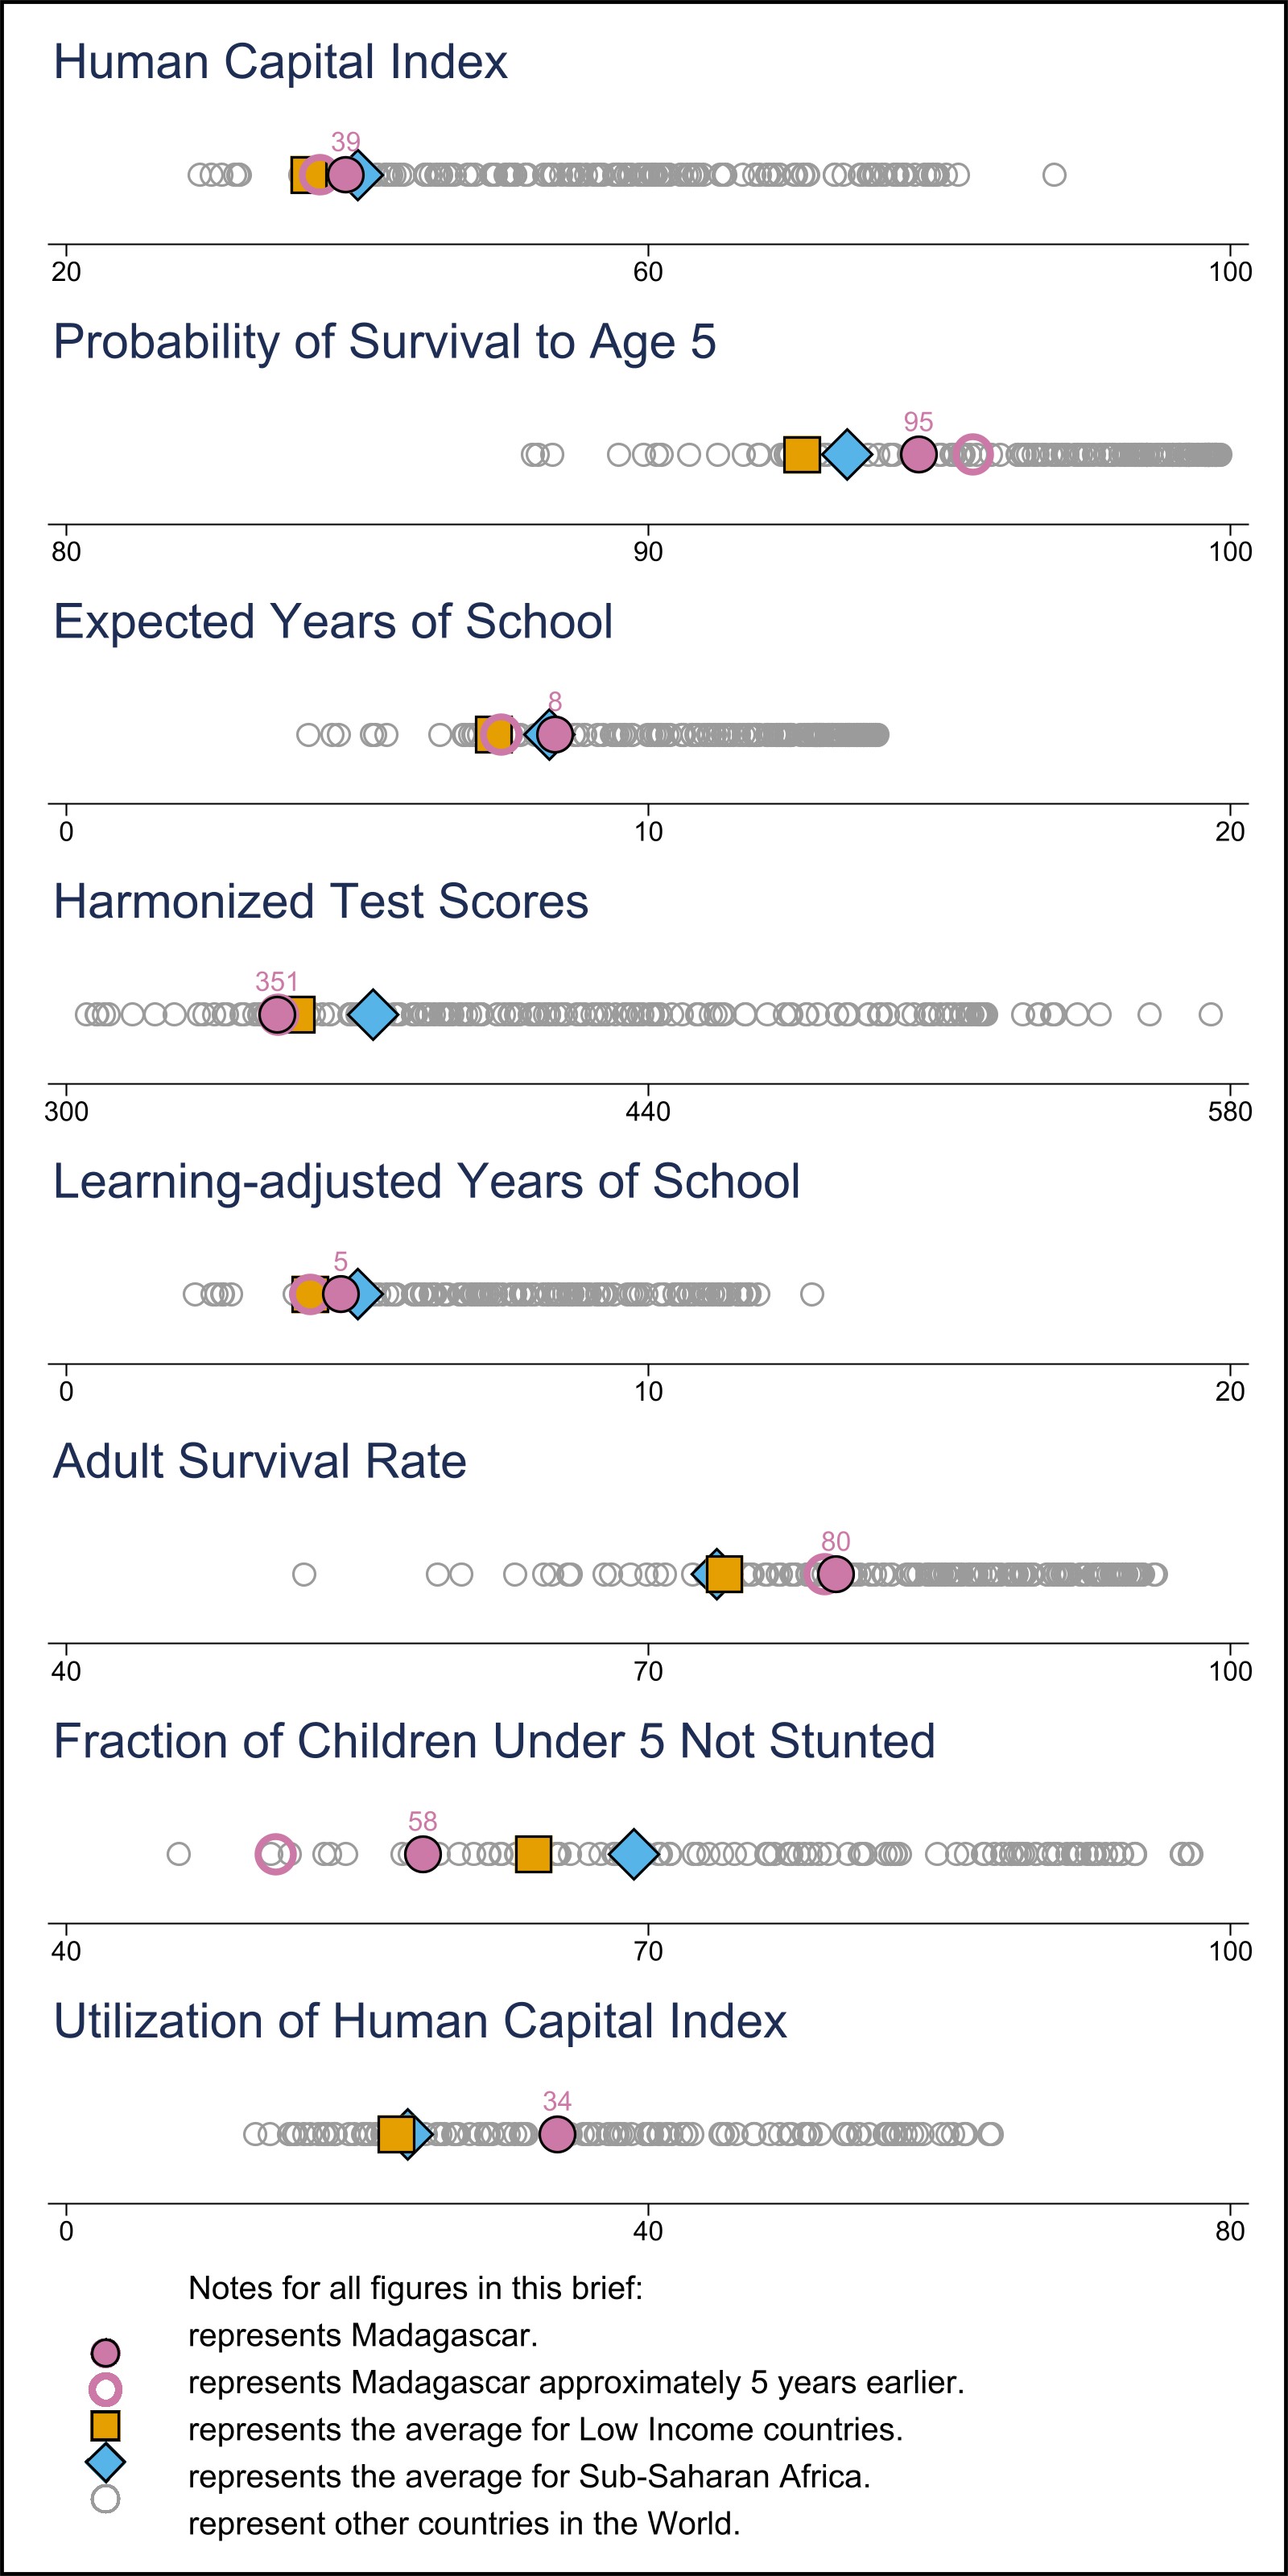 Human Capital Index
39
20 60 100
Probability of Survival to Age 5
95
80 90 100
Expected Years of School
8
0 10 20
Harmonized Test Scores
351
300 440 580
Learning-adjusted Years of School
5
0 10 20
Adult Survival Rate
80
40 70 100
Fraction of Children Under 5 Not Stunted
58
40 70 100
Utilization of Human Capital Index
34
0 40 80
Notes for all figures in this brief:
represents Madagascar.
represents Madagascar approximately 5 years earlier.
represents the average for Low Income countries.
represents the average for Sub-Saharan Africa.
represent other countries in the World.